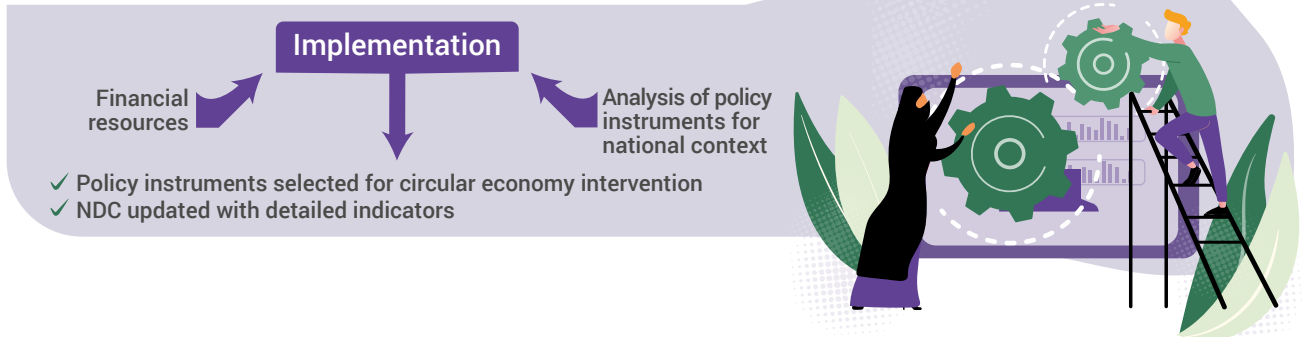 Implementation
Financial
resources
Analysis of policy
instruments for
national context
✓ Policy instruments selected for circular economy intervention
✓ NDC updated with detailed indicators